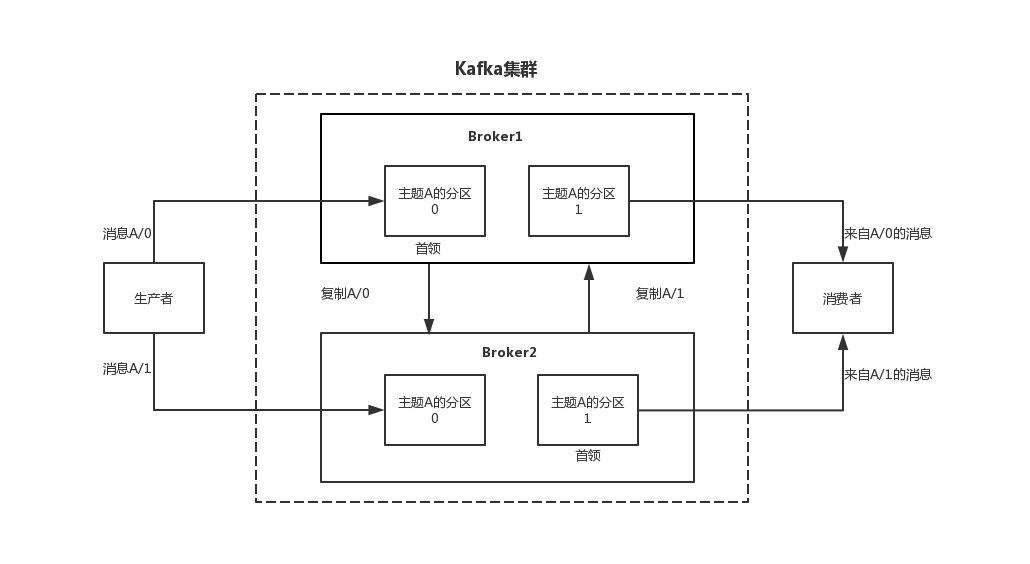 Kafka集群
Broker1
主题A的分区
0
主题A的分区
1
首领
消息A/0
来自A/0的消息
生产者
消费者
复制A/0
复制A/1
消息A/1
来自A/1的消息
Broker2
主题A的分区
0
主题A的分区
1
首领